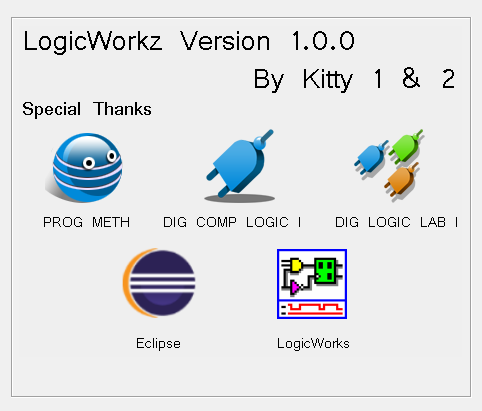 LogicWorkz Version 1.0.0
By Kitty 1 & 2
Special Thanks
PROG METH DIG COMP LOGIC I DIG LOGIC LAB I
Eclipse LogicWorks